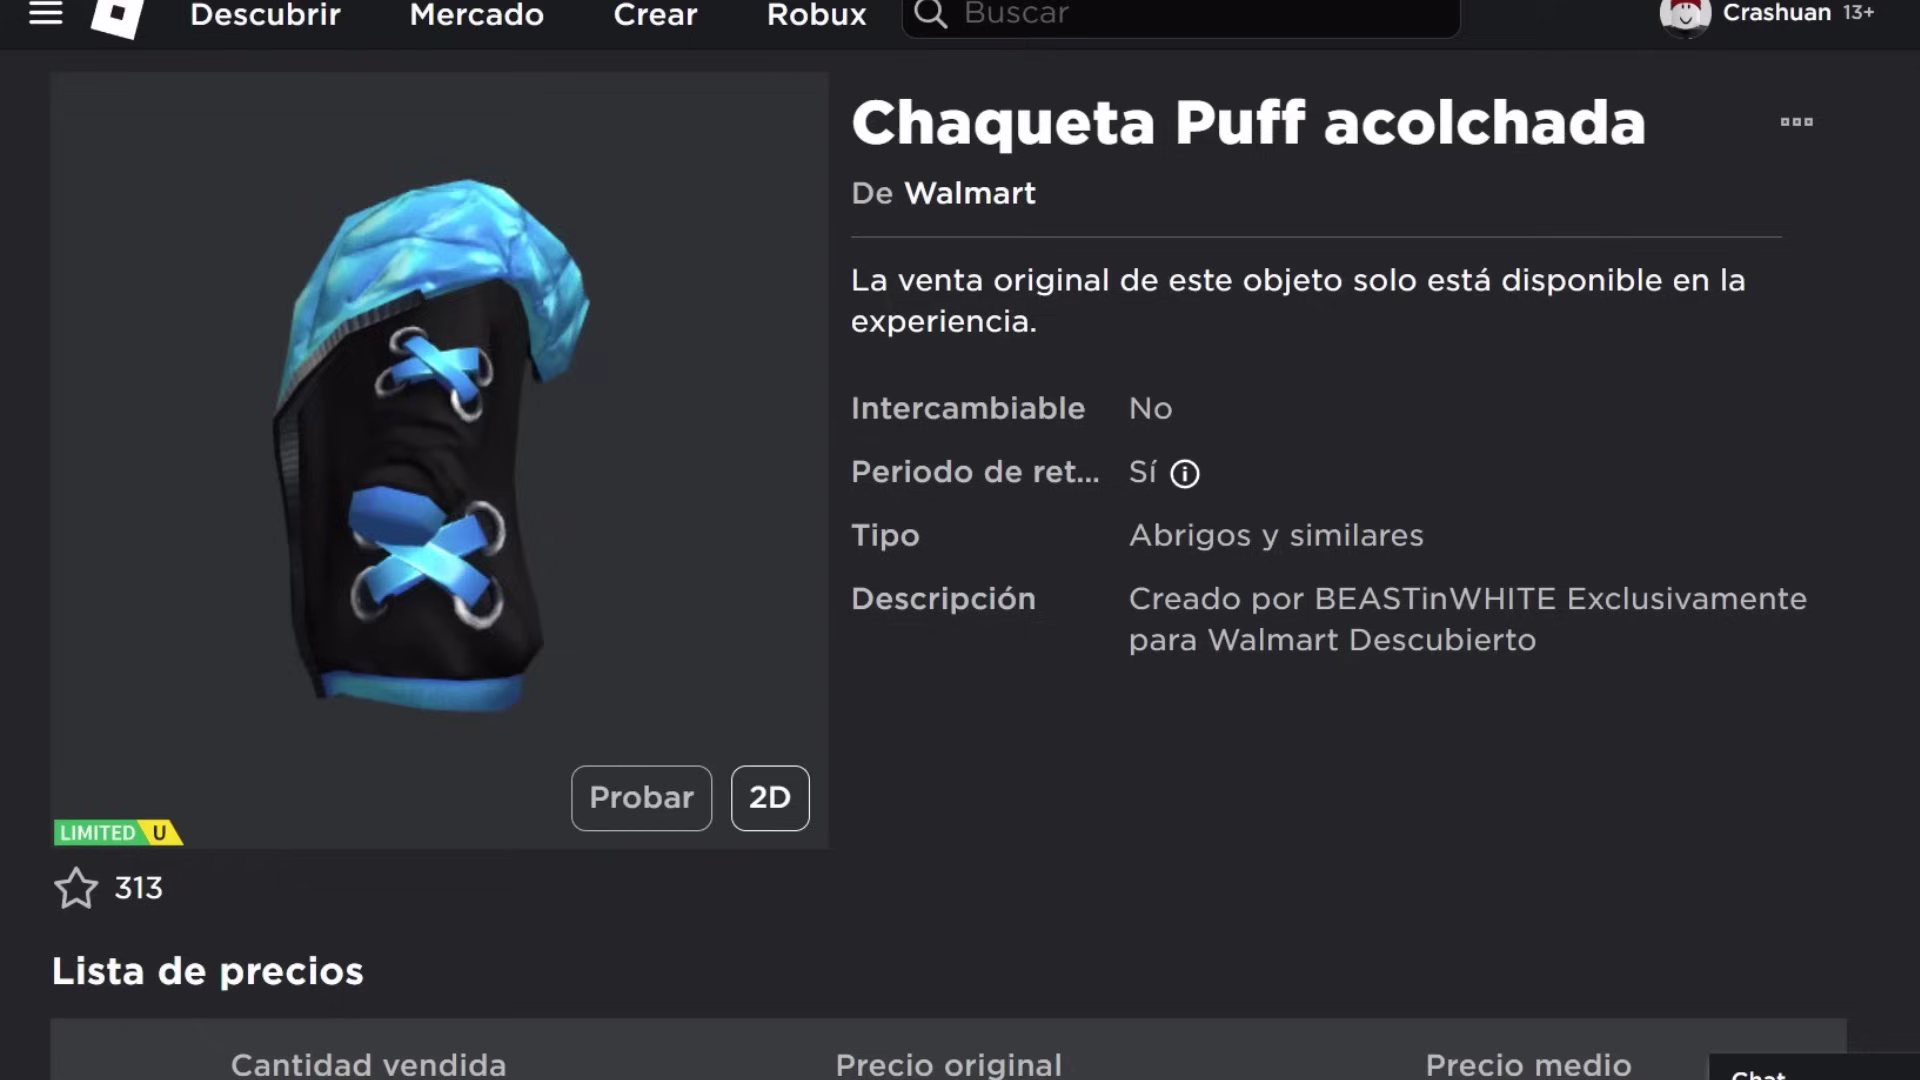 Descubrir Mercado Crear Robux Buscar Crashuan 13+
Chaqueta Puff acolchada
De Walmart
La venta original de este objeto solo está disponible en la
experiencia.
Intercambiable No
Periodo de ret... Sí
Tipo Abrigos y similares
Descripción Creado por BEASTinWHITE Exclusivamente
para Walmart Descubierto
Probar 2D
LIMITED U
313
Lista de precios
Cantidad vendida Precio original Precio medio
Chat